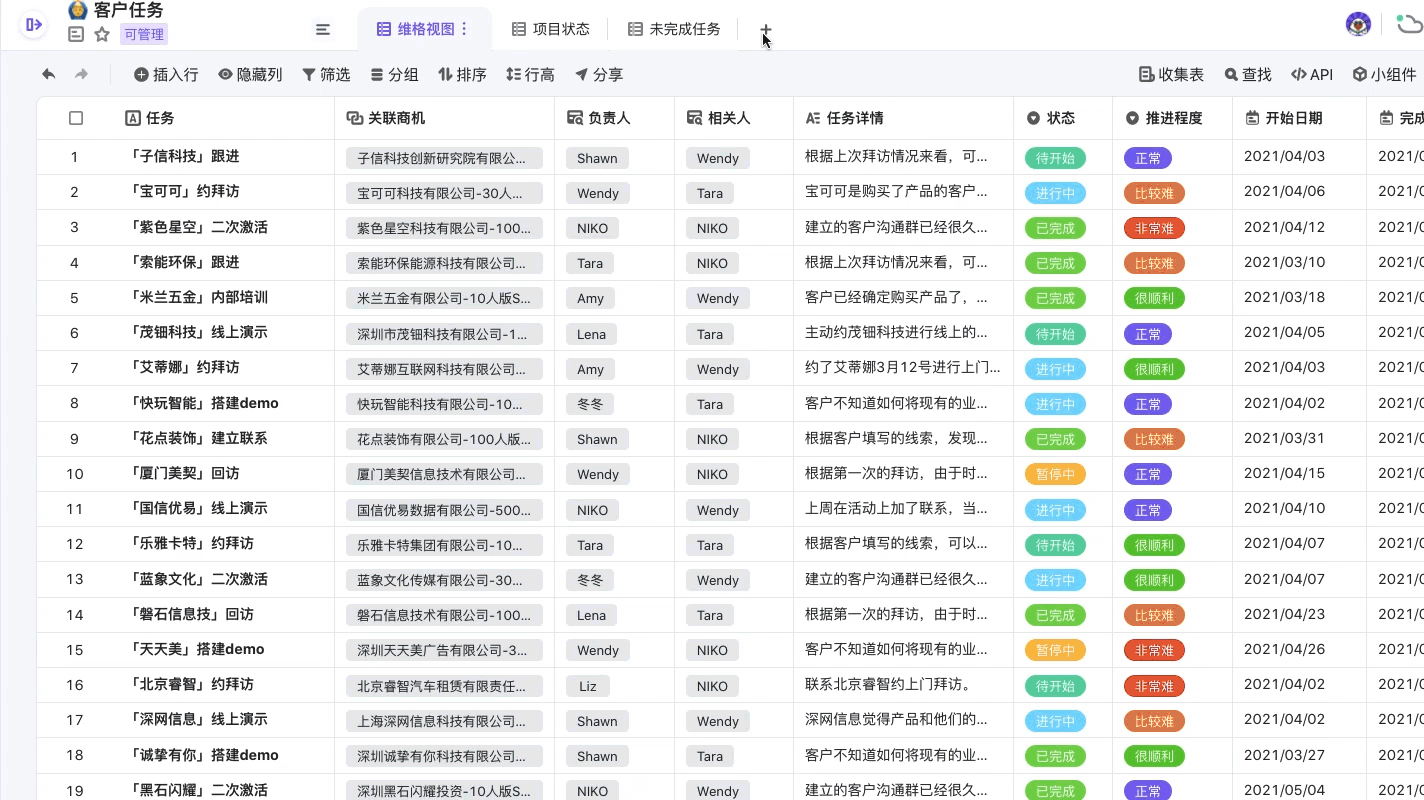 客户任务
可管理
维格视图
项目状态
未完成任务
插入行 隐藏列 筛选 分组 排序 行高 分享 收集表 查找 API 小组件
任务 关联商机 负责人 相关人 任务详情 状态 推进程度 开始日期 完成
1 「子信科技」跟进 子信科技创新研究院有限公... Shawn Wendy 根据上次拜访情况来看，可... 待开始 正常 2021/04/03 2021/0
2 「宝可可」约拜访 宝可可科技有限公司-30人... Wendy Tara 宝可可是购买了产品的客户... 进行中 比较难 2021/04/06 2021/0
3 「紫色星空」二次激活 紫色星空科技有限公司-100... NIKO NIKO 建立的客户沟通群已经很久... 已完成 非常难 2021/04/12 2021/0
4 「索能环保」跟进 索能环保能源科技有限公司... Tara NIKO 根据上次拜访情况来看，可... 已完成 比较难 2021/03/10 2021/0
5 「米兰五金」内部培训 米兰五金有限公司-10人版S... Amy Wendy 客户已经确定购买产品了，... 已完成 很顺利 2021/03/18 2021/0
6 「茂钿科技」线上演示 深圳市茂钿科技有限公司-1... Lena Tara 主动约茂钿科技进行线上的... 待开始 正常 2021/04/05 2021/0
7 「艾蒂娜」约拜访 艾蒂娜互联网科技有限公司... Amy Wendy 约了艾蒂娜3月12号进行上门... 进行中 很顺利 2021/04/03 2021/0
8 「快玩智能」搭建demo 快玩智能科技有限公司-10... 冬冬 Tara 客户不知道如何将现有的业... 进行中 正常 2021/04/02 2021/0
9 「花点装饰」建立联系 花点装饰有限公司-100人版... Shawn NIKO 根据客户填写的线索，发现... 已完成 比较难 2021/03/31 2021/0
10 「厦门美契」回访 厦门美契信息技术有限公司... Wendy NIKO 根据第一次的拜访，由于时... 暂停中 正常 2021/04/15 2021/0
11 「国信优易」线上演示 国信优易数据有限公司-500... NIKO Wendy 上周在活动上加了联系，当... 进行中 正常 2021/04/10 2021/0
12 「乐雅卡特」约拜访 乐雅卡特集团有限公司-10... Tara Tara 根据客户填写的线索，可以... 待开始 很顺利 2021/04/07 2021/0
13 「蓝象文化」二次激活 蓝象文化传媒有限公司-30... 冬冬 Wendy 建立的客户沟通群已经很久... 进行中 很顺利 2021/04/07 2021/0
14 「磐石信息技」回访 磐石信息技术有限公司-100... Lena Tara 根据第一次的拜访，由于时... 已完成 比较难 2021/04/23 2021/0
15 「天天美」搭建demo 深圳天天美广告有限公司-3... Wendy NIKO 客户不知道如何将现有的业... 暂停中 非常难 2021/04/26 2021/0
16 「北京睿智」约拜访 北京睿智汽车租赁有限责任... Liz NIKO 联系北京睿智约上门拜访。 待开始 非常难 2021/04/02 2021/0
17 「深网信息」线上演示 上海深网信息科技有限公司... Shawn Wendy 深网信息觉得产品和他们的... 进行中 比较难 2021/04/02 2021/0
18 「诚挚有你」搭建demo 深圳诚挚有你科技有限公司... Shawn Tara 客户不知道如何将现有的业... 已完成 很顺利 2021/03/27 2021/0
19 「黑石闪耀」二次激活 深圳黑石闪耀投资-10人版S... NIKO Wendy 建立的客户沟通群已经很久... 已完成 正常 2021/05/04 2021/0